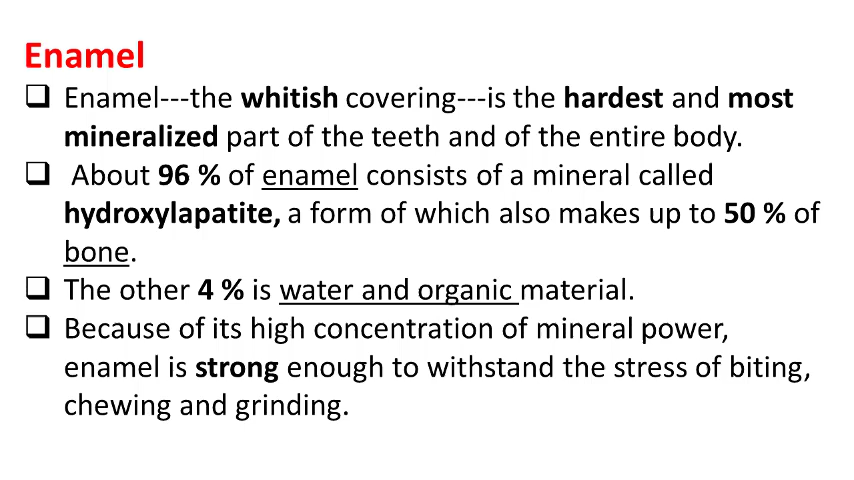 Enamel
❑ Enamel---the whitish covering---is the hardest and most
mineralized part of the teeth and of the entire body.
❑ About 96 % of enamel consists of a mineral called
hydroxylapatite, a form of which also makes up to 50 % of
bone.
❑ The other 4 % is water and organic material.
❑ Because of its high concentration of mineral power,
enamel is strong enough to withstand the stress of biting,
chewing and grinding.